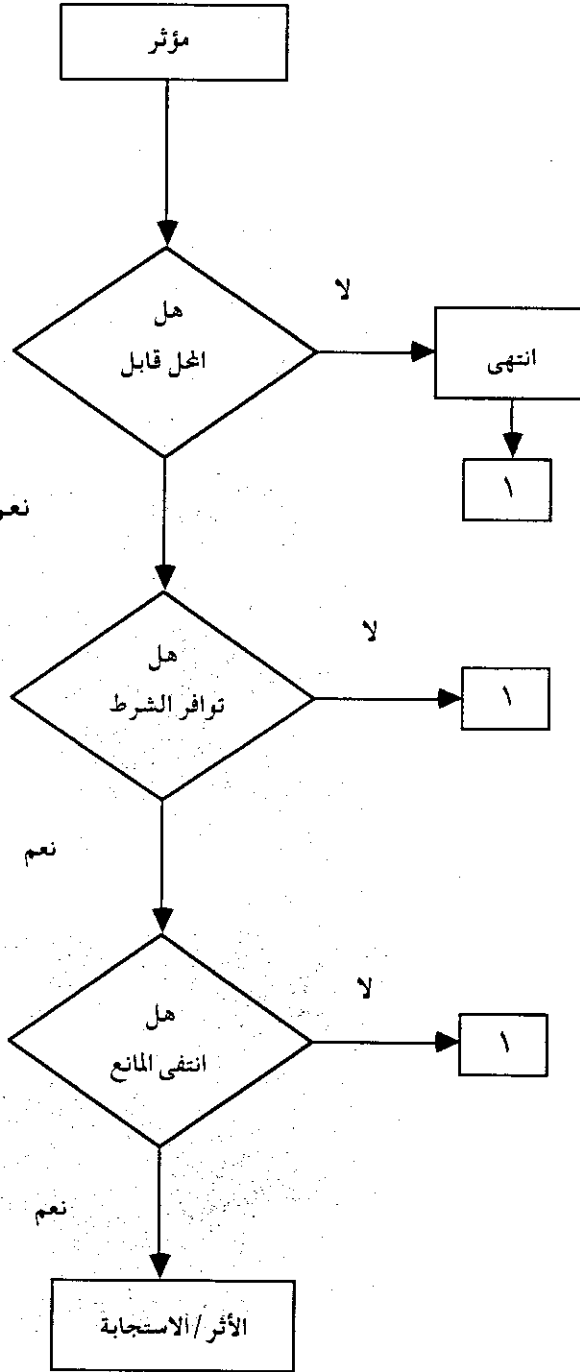 مؤثر
هل
المحل قابل
لا
انتهى
١
نعم
هل
توافر الشرط
لا
١
نعم
هل
انتفى المانع
لا
١
نعم
الأثر/الاستجابة